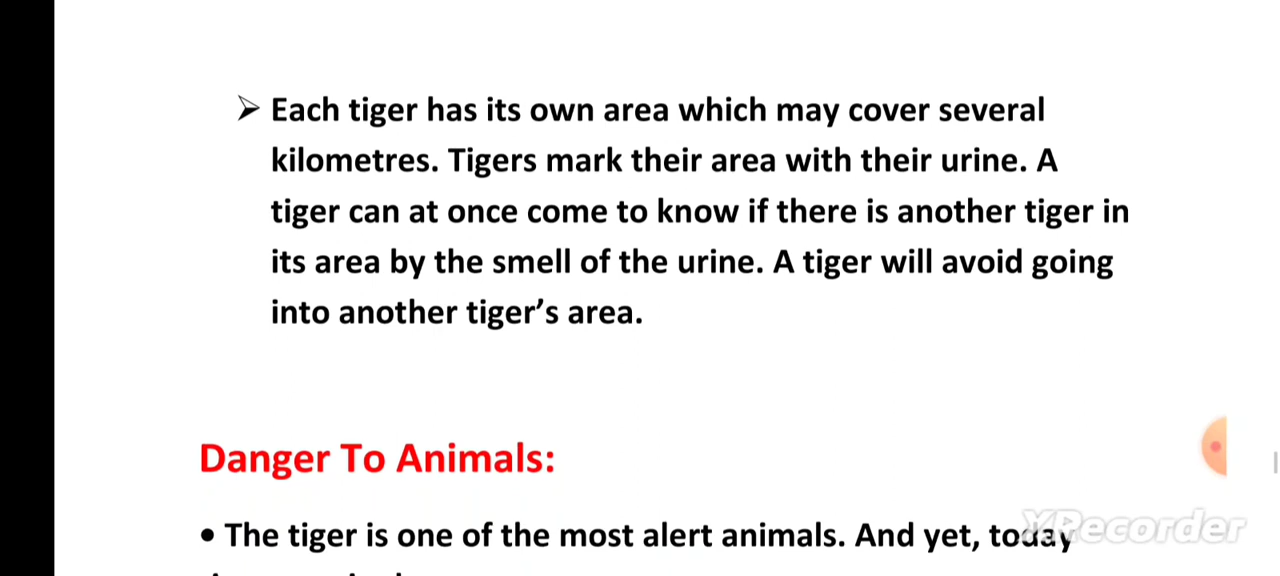 ➢ Each tiger has its own area which may cover several
kilometres. Tigers mark their area with their urine. A
tiger can at once come to know if there is another tiger in
its area by the smell of the urine. A tiger will avoid going
into another tiger’s area.
Danger To Animals:
• The tiger is one of the most alert animals. And yet, today
XRecorder